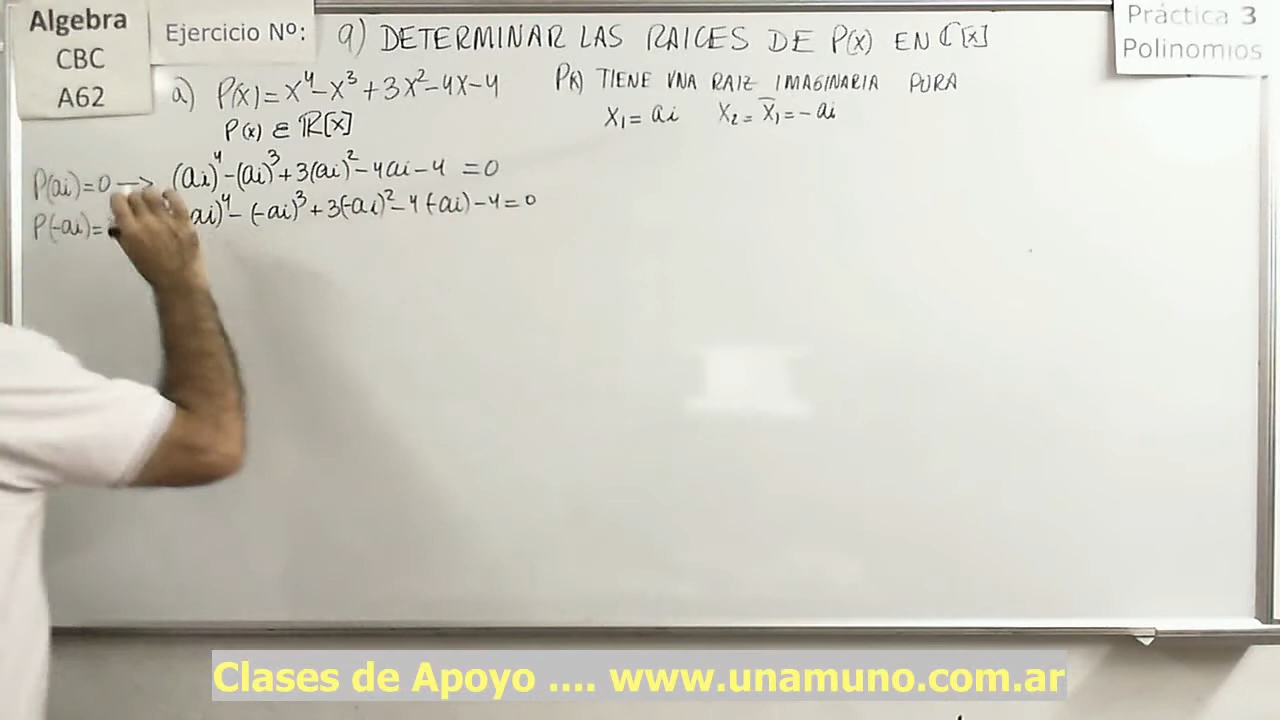 Algebra
CBC
A62
Ejercicio Nº:
9) DETERMINAR LAS RAICES DE P(x) EN ℂ[x]
Práctica 3
Polinomios
a) P(x) = x⁴ - x³ + 3x² - 4x - 4
P(x) TIENE UNA RAIZ IMAGINARIA PURA
P(x) ∈ ℝ[x]
x₁ = ai x₂ = x̄₁ = - ai
P(ai) = 0 → (ai)⁴ - (ai)³ + 3(ai)² - 4ai - 4 = 0
P(-ai) = ai)⁴ - (-ai)³ + 3(-ai)² - 4(-ai) - 4 = 0
Clases de Apoyo .... www.unamuno.com.ar